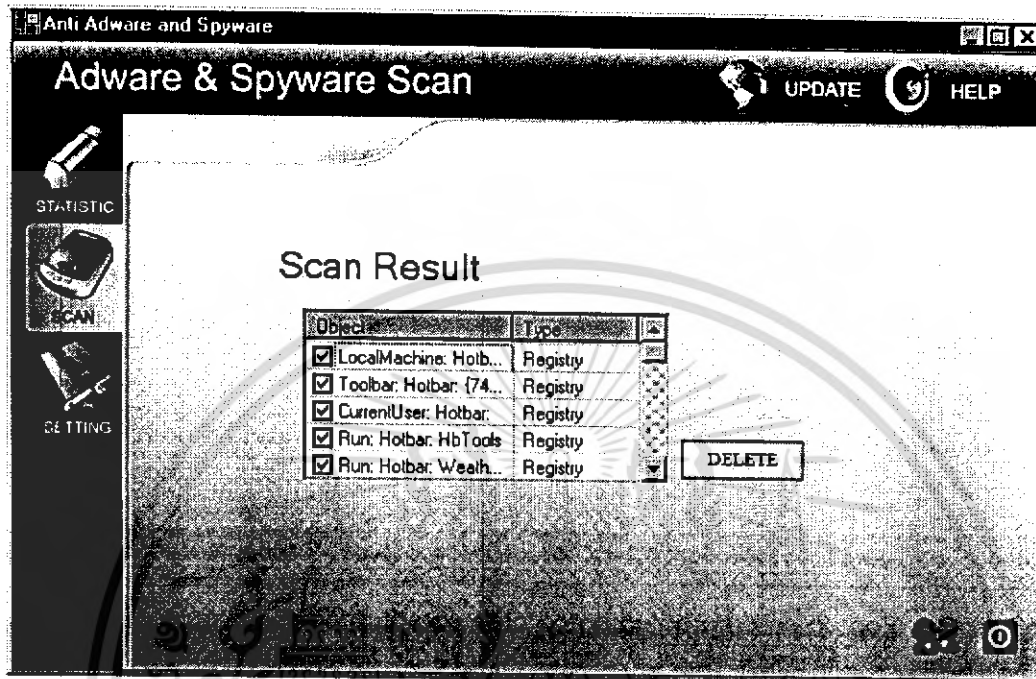 Anti Adware and Spyware
Adware & Spyware Scan
UPDATE
HELP
STATISTIC
SCAN
SETTING
Scan Result
Object
Type
LocalMachine: Hotb... Registry
Toolbar: Hotbar: {74... Registry
CurrentUser: Hotbar: Registry
Run: Hotbar: HbTools Registry
Run: Hotbar: Weath... Registry
DELETE